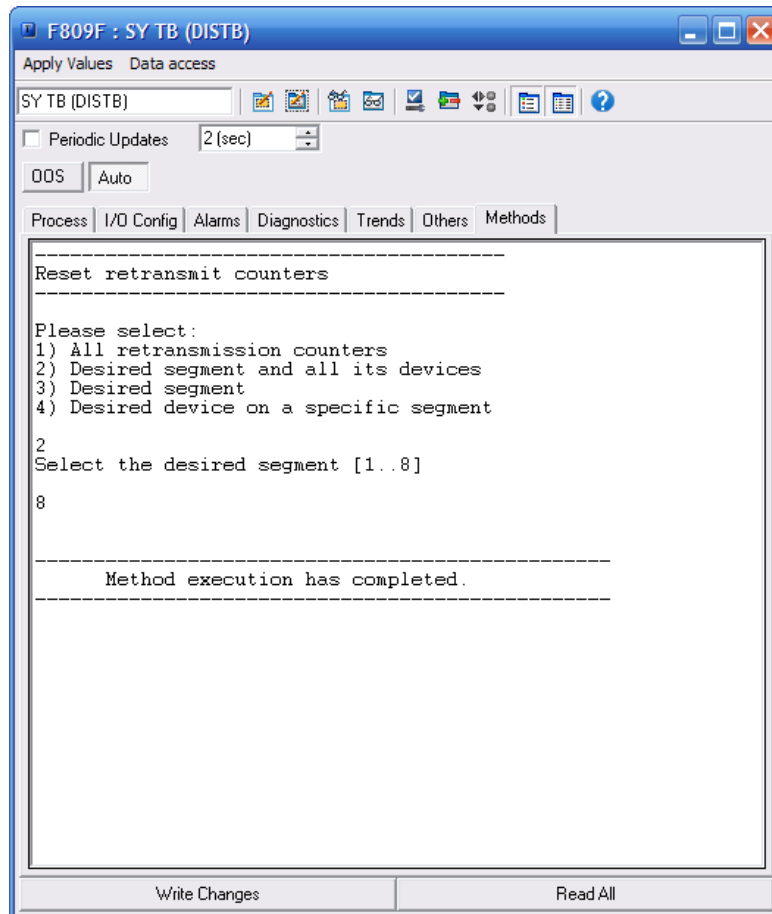 F809F : SY TB (DISTB)
Apply Values Data access
SY TB (DISTB)
Periodic Updates 2 (sec)
OOS Auto
Process I/O Config Alarms Diagnostics Trends Others Methods
----------------------------------------
Reset retransmit counters
----------------------------------------
Please select:
1) All retransmission counters
2) Desired segment and all its devices
3) Desired segment
4) Desired device on a specific segment
2
Select the desired segment [1..8]
8
-------------------------------------------------
Method execution has completed.
-------------------------------------------------
Write Changes Read All